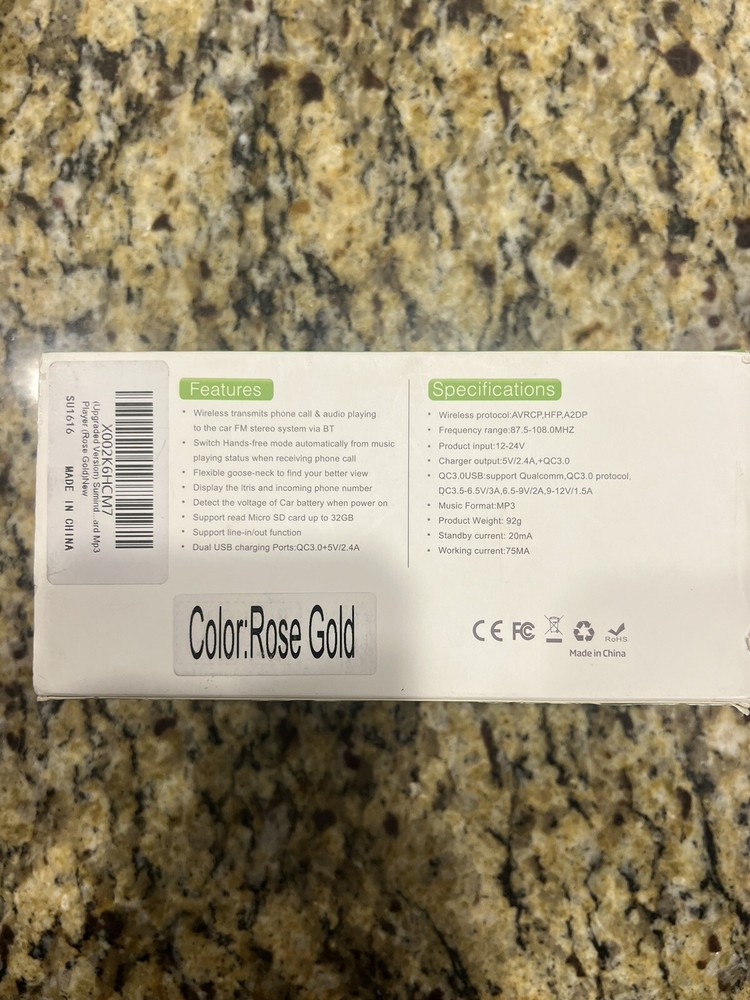 X002K6HCM7
(Upgraded Version) Sumind ...ard Mp3
Player (Rose Gold)New
SU1616 MADE IN CHINA
Features
• Wireless transmits phone call & audio playing
to the car FM stereo system via BT
• Switch Hands-free mode automatically from music
playing status when receiving phone call
• Flexible goose-neck to find your better view
• Display the ltris and incoming phone number
• Detect the voltage of Car battery when power on
• Support read Micro SD card up to 32GB
• Support line-in/out function
• Dual USB charging Ports:QC3.0+5V/2.4A
Color:Rose Gold
Specifications
• Wireless protocol:AVRCP,HFP,A2DP
• Frequency range:87.5-108.0MHZ
• Product input:12-24V
• Charger output:5V/2.4A,+QC3.0
• QC3.0USB:support Qualcomm,QC3.0 protocol,
DC3.5-6.5V/3A,6.5-9V/2A,9-12V/1.5A
• Music Format:MP3
• Product Weight: 92g
• Standby current: 20mA
• Working current:75MA
CE FC
RoHS
Made in China